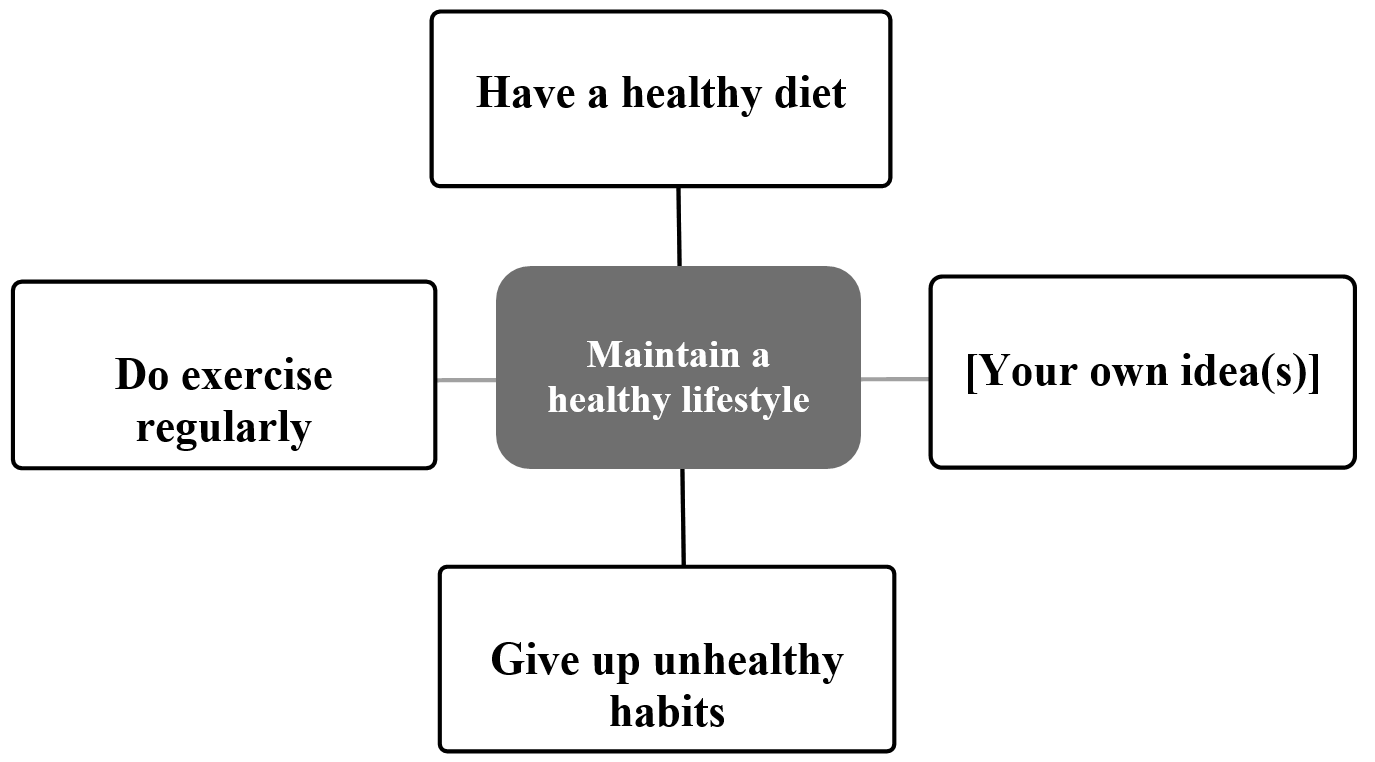 Have a healthy diet
Do exercise
regularly
Maintain a
healthy lifestyle
[Your own idea(s)]
Give up unhealthy
habits